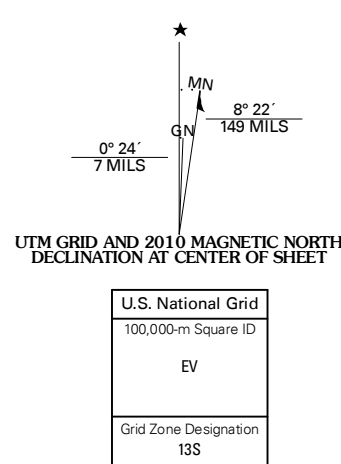 ★
MN
GN
8° 22´
149 MILS
0° 24´
7 MILS
UTM GRID AND 2010 MAGNETIC NORTH
DECLINATION AT CENTER OF SHEET
U.S. National Grid
100,000-m Square ID
EV
Grid Zone Designation
13S